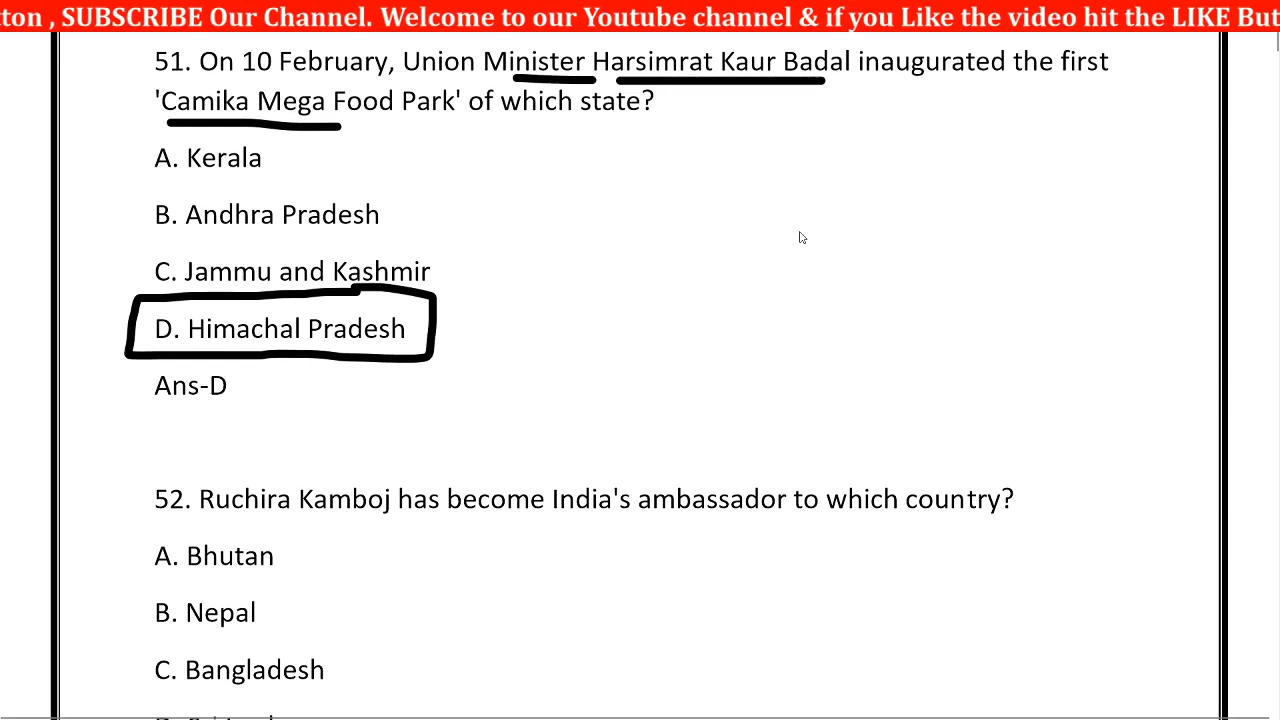 tton , SUBSCRIBE Our Channel. Welcome to our Youtube channel & if you Like the video hit the LIKE But
51. On 10 February, Union Minister Harsimrat Kaur Badal inaugurated the first
'Camika Mega Food Park' of which state?
A. Kerala
B. Andhra Pradesh
C. Jammu and Kashmir
D. Himachal Pradesh
Ans-D
52. Ruchira Kamboj has become India's ambassador to which country?
A. Bhutan
B. Nepal
C. Bangladesh